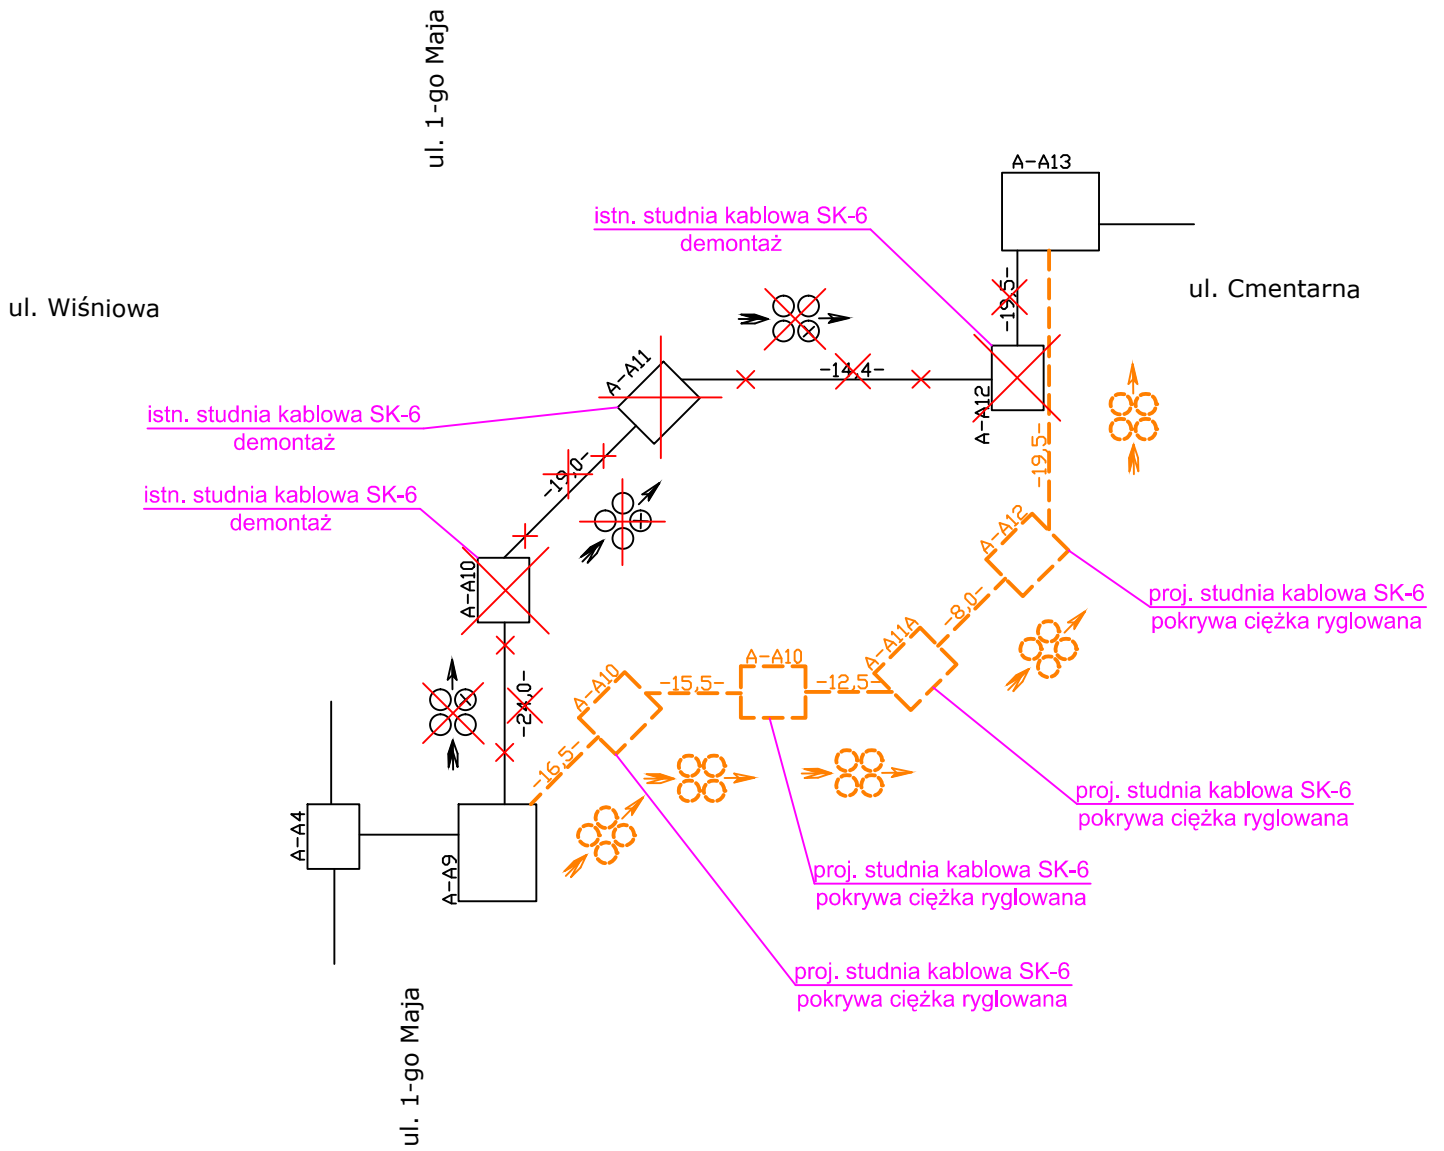 ul. 1-go Maja
A-A13
istn. studnia kablowa SK-6
demontaż
-19,5-
ul. Cmentarna
ul. Wiśniowa
A-A11
-14,4-
A-A12
istn. studnia kablowa SK-6
demontaż
-19,0-
-19,5-
istn. studnia kablowa SK-6
demontaż
A-A12
A-A10
-8,0-
proj. studnia kablowa SK-6
pokrywa ciężka ryglowana
A-A11A
A-A10
A-A10
-15,5-
-12,5-
-24,0-
-16,5-
proj. studnia kablowa SK-6
pokrywa ciężka ryglowana
A-A4
A-A9
proj. studnia kablowa SK-6
pokrywa ciężka ryglowana
proj. studnia kablowa SK-6
pokrywa ciężka ryglowana
ul. 1-go Maja